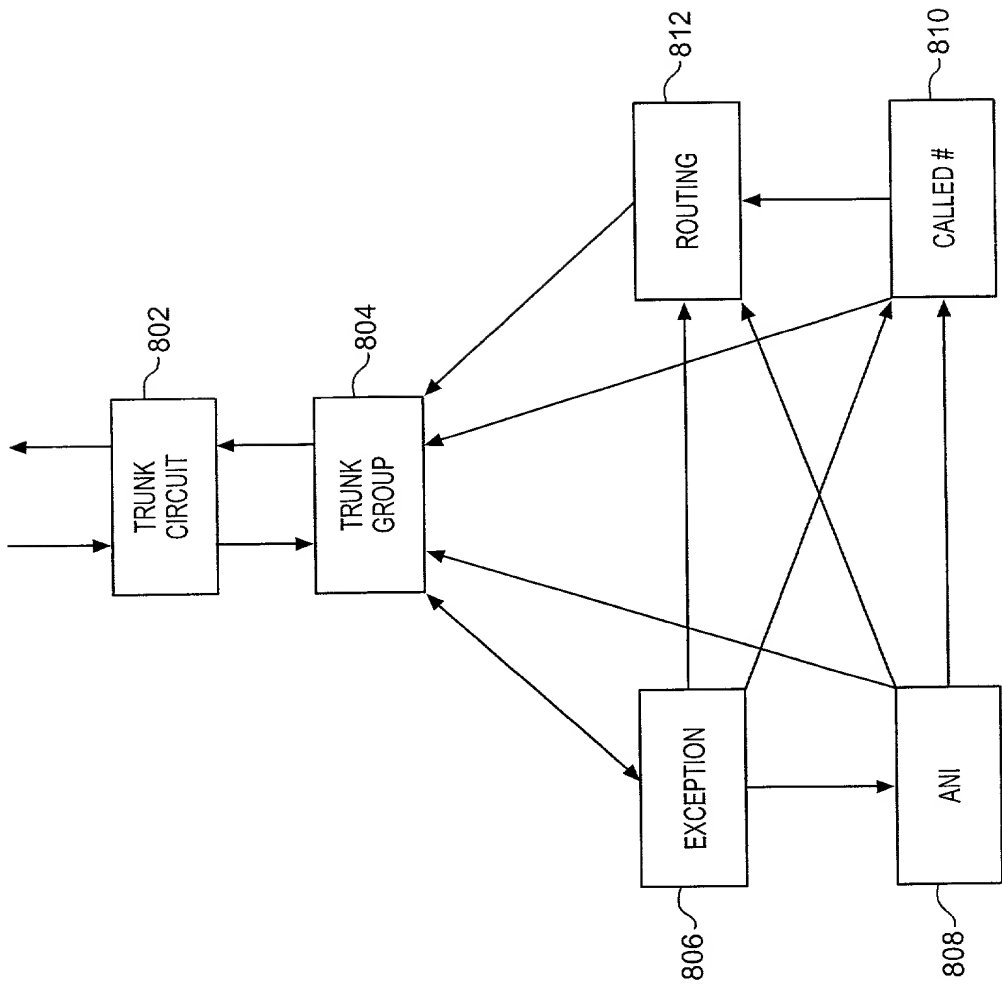 802
TRUNK
CIRCUIT
804
TRUNK
GROUP
806
EXCEPTION
812
ROUTING
808
ANI
810
CALLED #